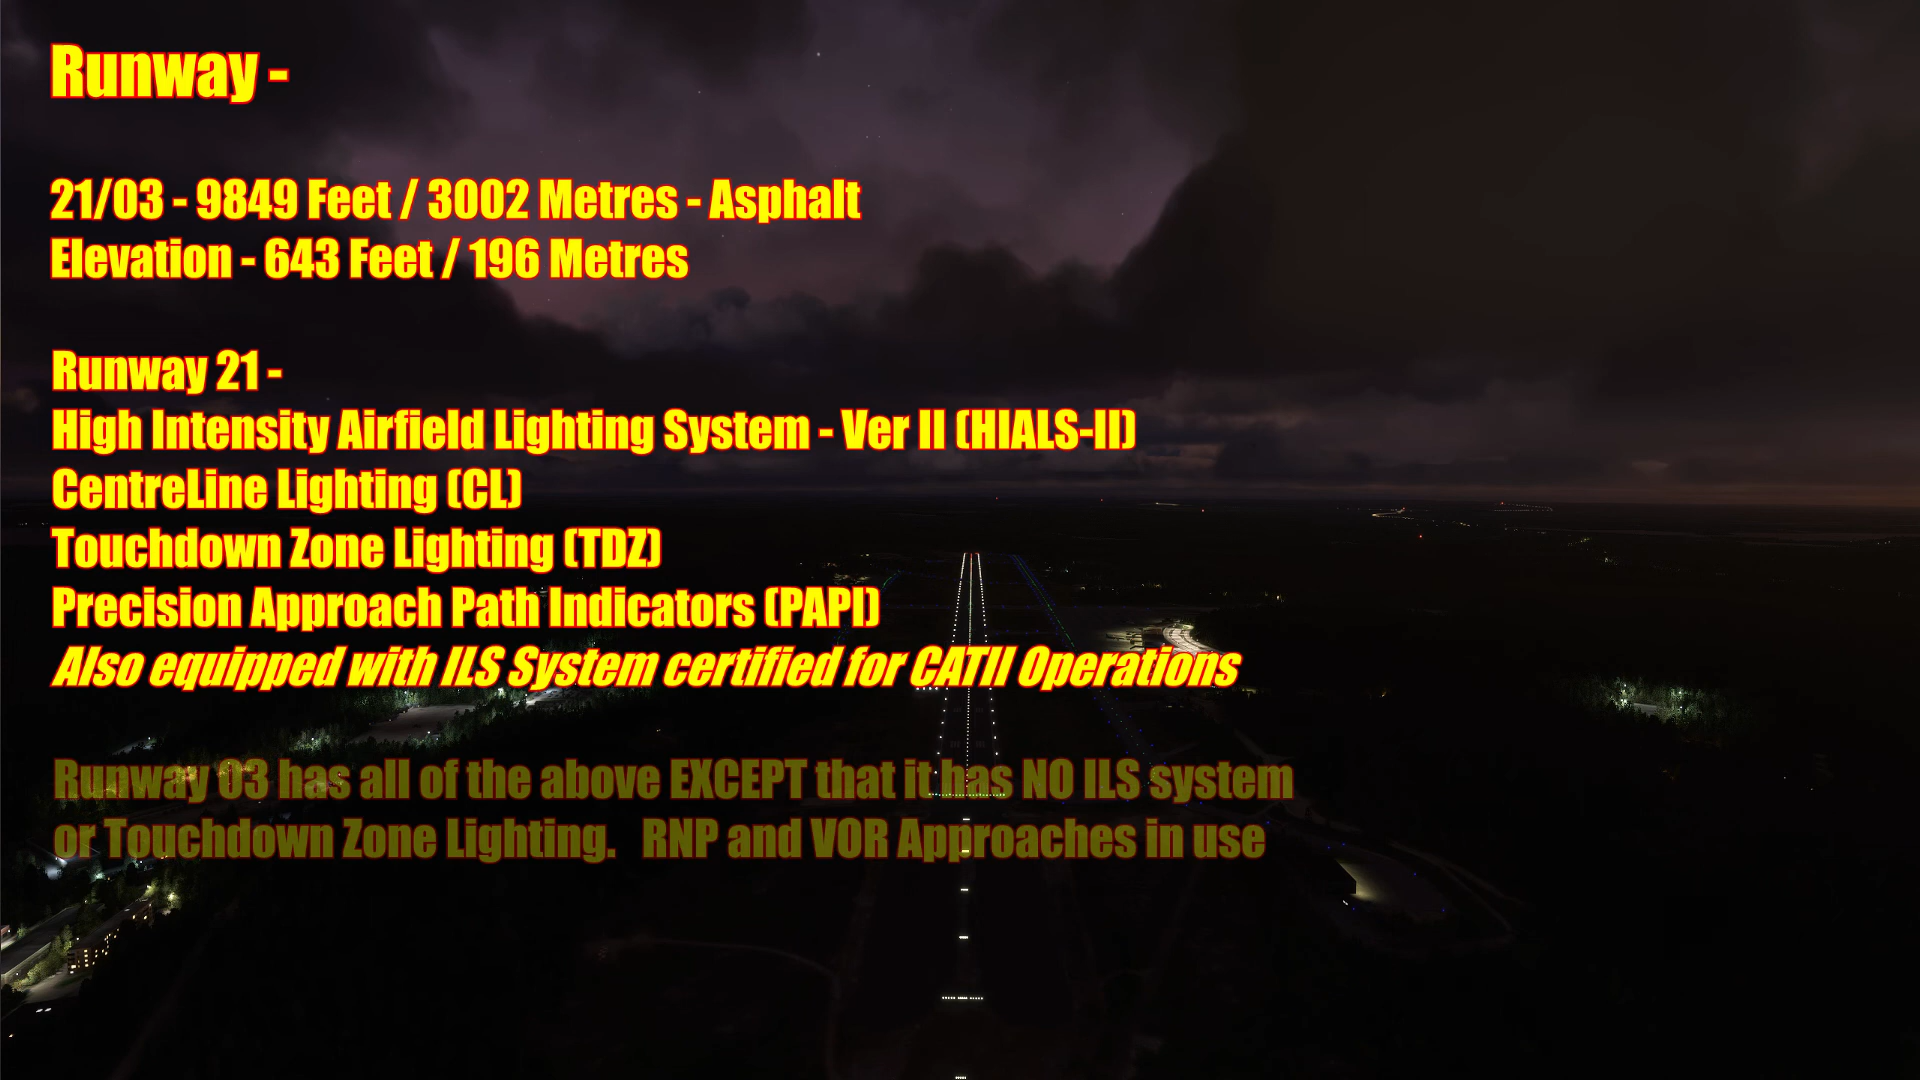 Runway -
21/03 - 9849 Feet / 3002 Metres - Asphalt
Elevation - 643 Feet / 196 Metres
Runway 21 -
High Intensity Airfield Lighting System - Ver II (HIALS-II)
CentreLine Lighting (CL)
Touchdown Zone Lighting (TDZ)
Precision Approach Path Indicators (PAPI)
Also equipped with ILS System certified for CATII Operations
Runway 03 has all of the above EXCEPT that it has NO ILS system
or Touchdown Zone Lighting.   RNP and VOR Approaches in use